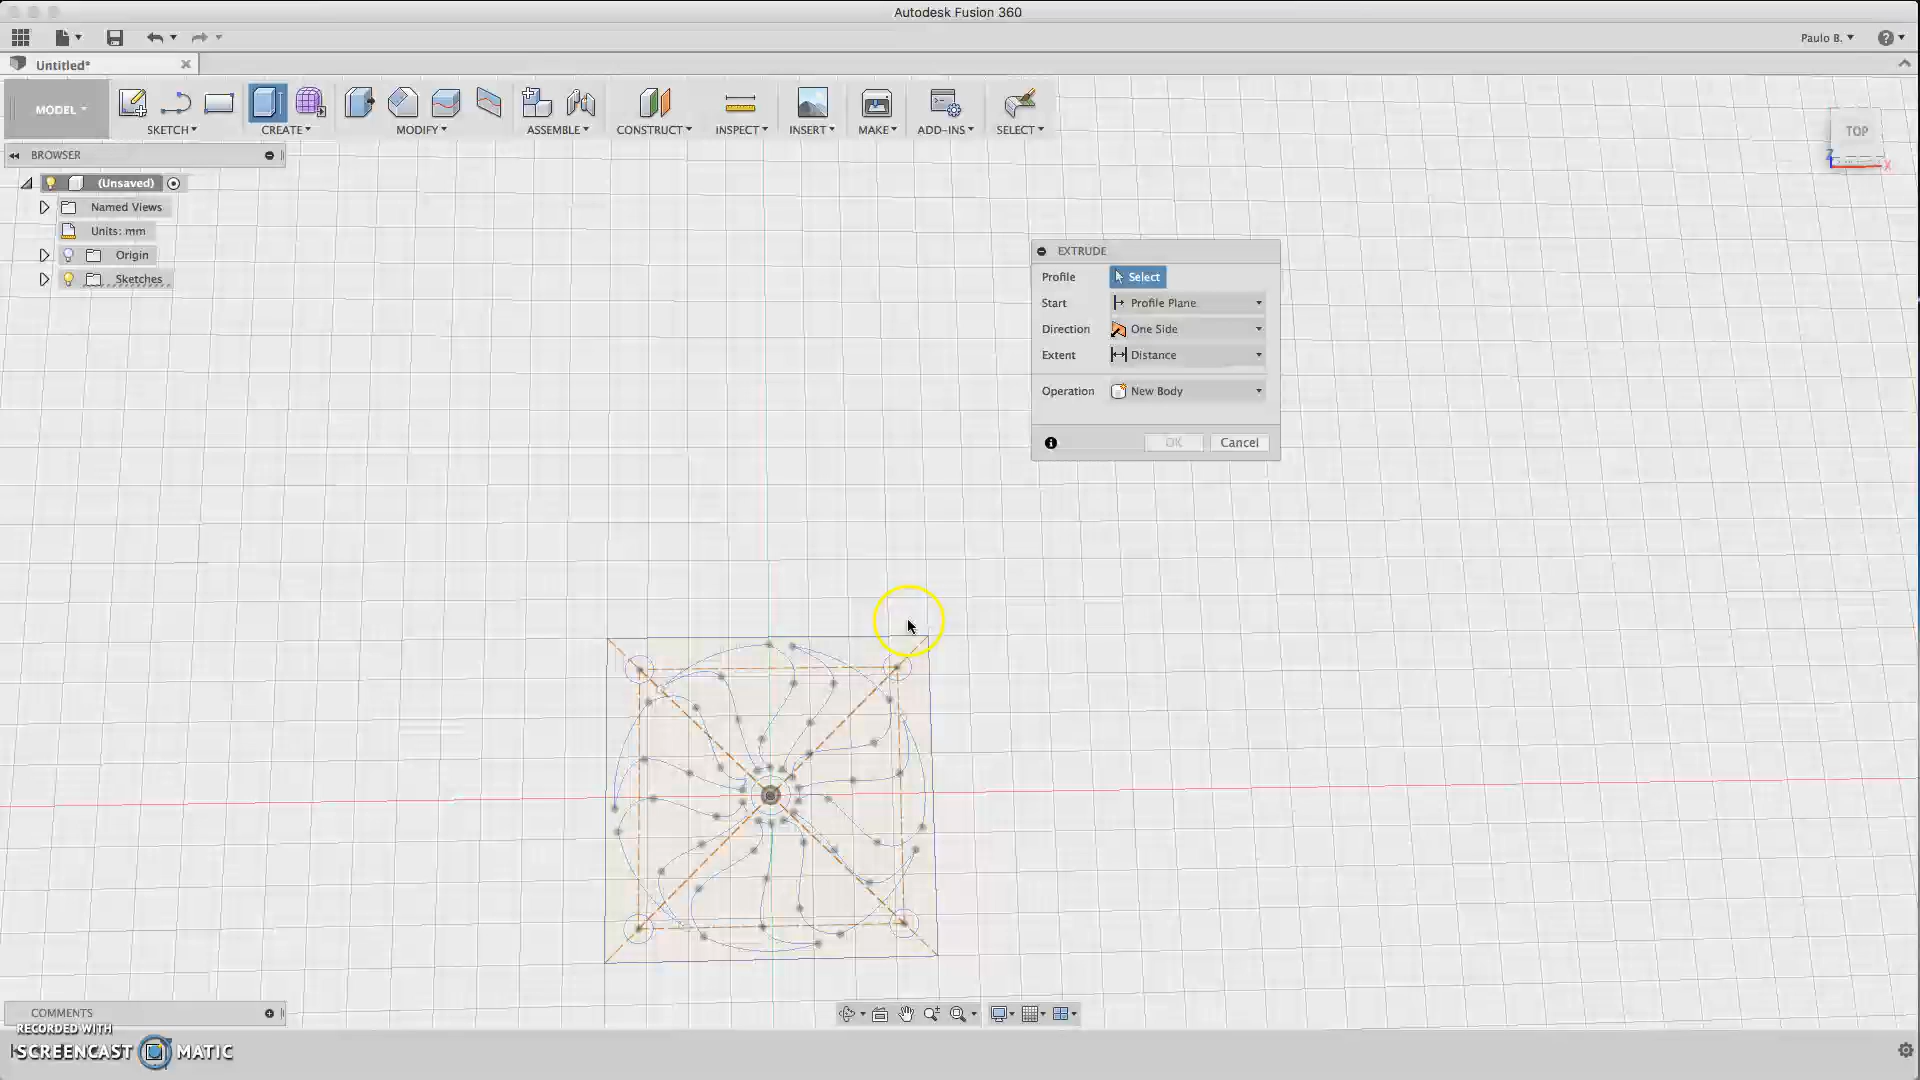 Autodesk Fusion 360
Paulo B.
Untitled*
MODEL
SKETCH
CREATE
MODIFY
ASSEMBLE
CONSTRUCT
INSPECT
INSERT
MAKE
ADD-INS
SELECT
TOP
Z
X
BROWSER
(Unsaved)
Named Views
Units: mm
Origin
Sketches
EXTRUDE
Profile Select
Start Profile Plane
Direction One Side
Extent Distance
Operation New Body
OK Cancel
COMMENTS
RECORDED WITH
SCREENCAST MATIC